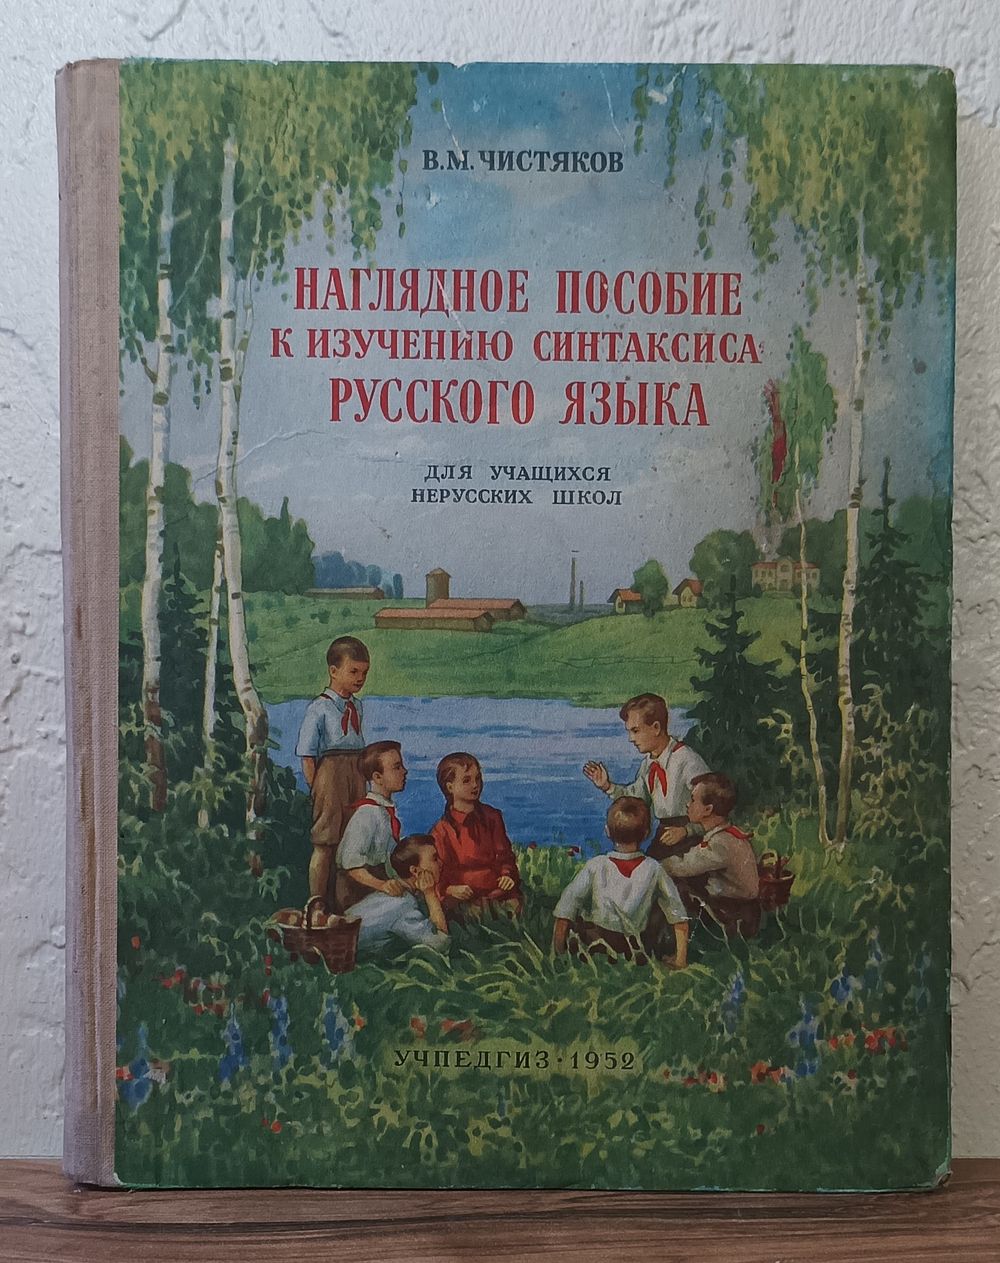 В.М.ЧИСТЯКОВ
НАГЛЯДНОЕ ПОСОБИЕ
К ИЗУЧЕНИЮ СИНТАКСИСА
РУССКОГО ЯЗЫКА
ДЛЯ УЧАЩИХСЯ
НЕРУССКИХ ШКОЛ
УЧПЕДГИЗ · 1952